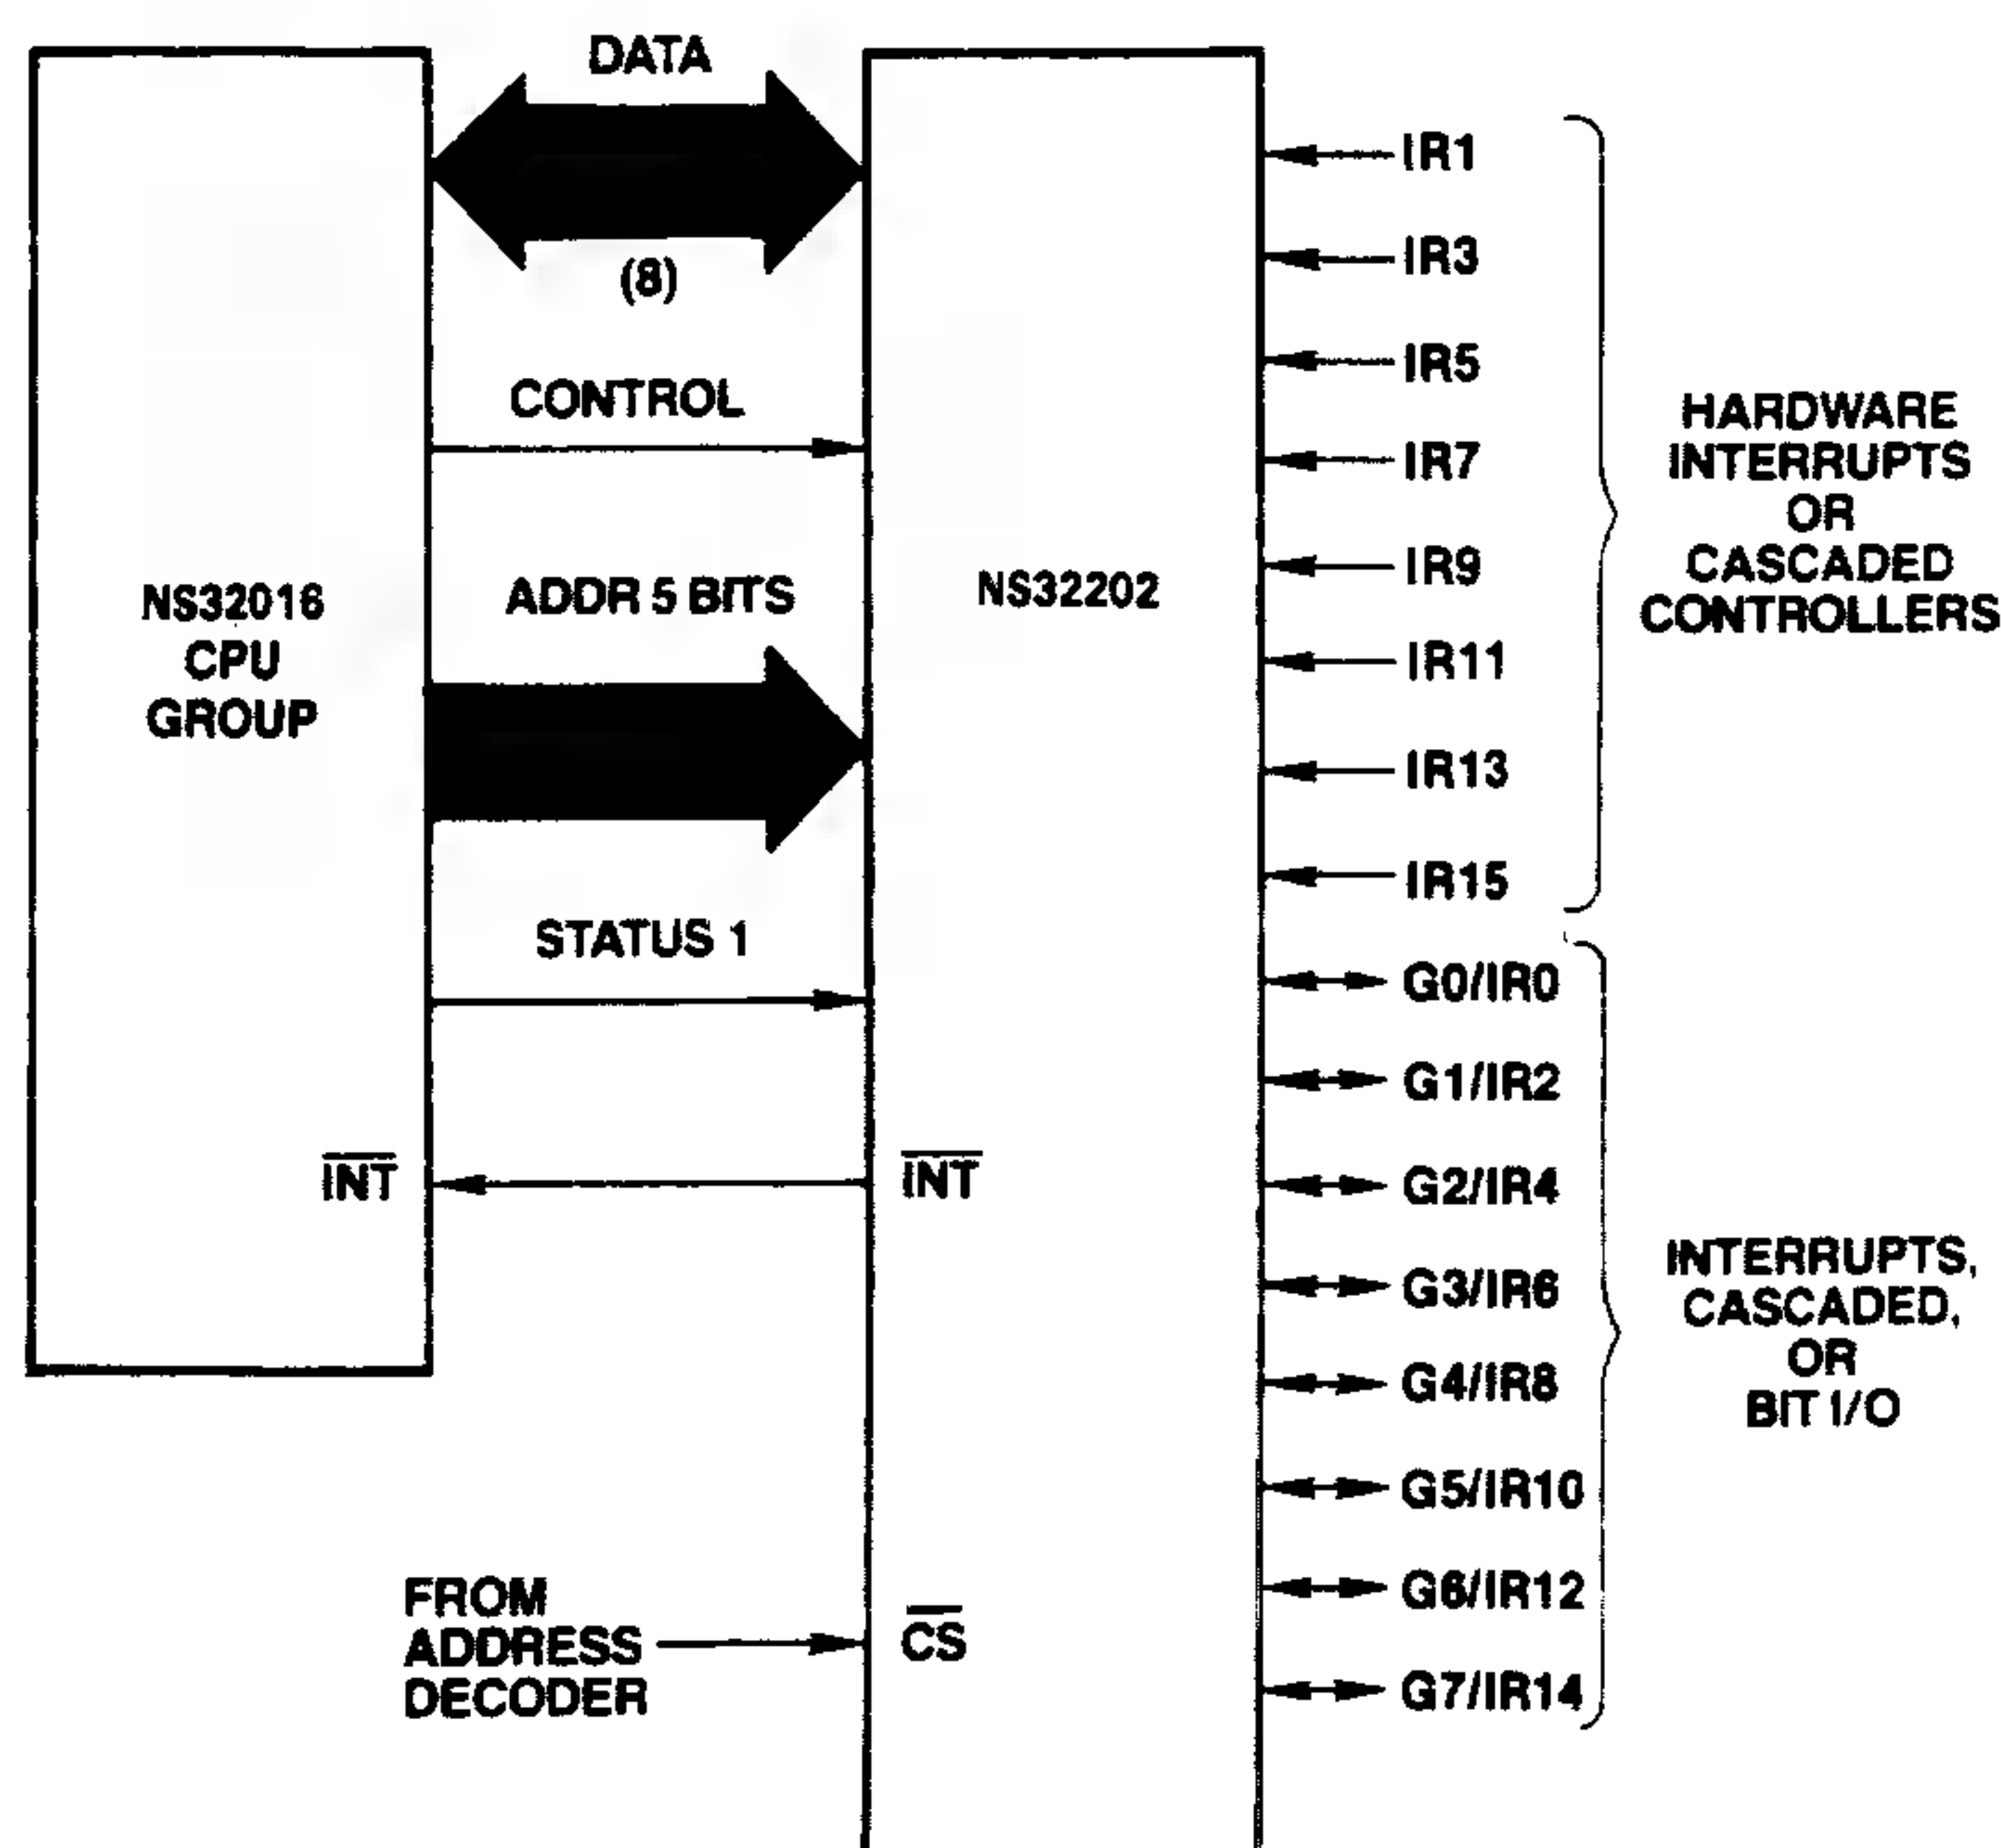 DATA
(8)
CONTROL
ADDR 5 BITS
STATUS 1
NS32016
CPU
GROUP
NS32202
INT
INT
FROM
ADDRESS
DECODER
CS
IR1
IR3
IR5
IR7
IR9
IR11
IR13
IR15
HARDWARE
INTERRUPTS
OR
CASCADED
CONTROLLERS
G0/IR0
G1/IR2
G2/IR4
G3/IR6
G4/IR8
G5/IR10
G6/IR12
G7/IR14
INTERRUPTS,
CASCADED,
OR
BIT I/O